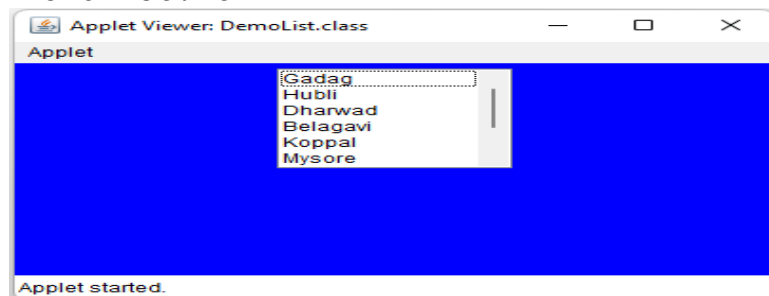 Applet Viewer: DemoList.class
Applet
Gadag
Hubli
Dharwad
Belagavi
Koppal
Mysore
Applet started.